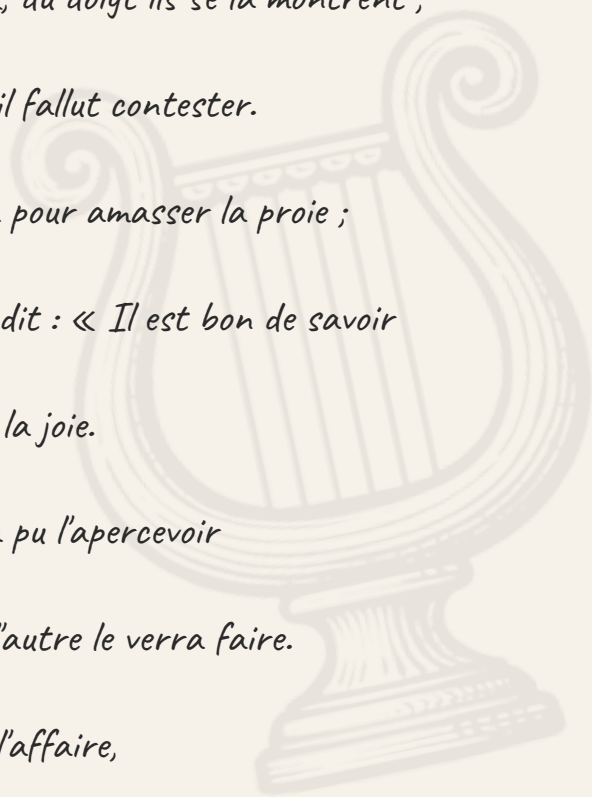 du doigt ils se la montrent ;
il fallut contester.
pour amasser la proie ;
dit : « Il est bon de savoir
la joie.
pu l'apercevoir
l'autre le verra faire.
l'affaire,